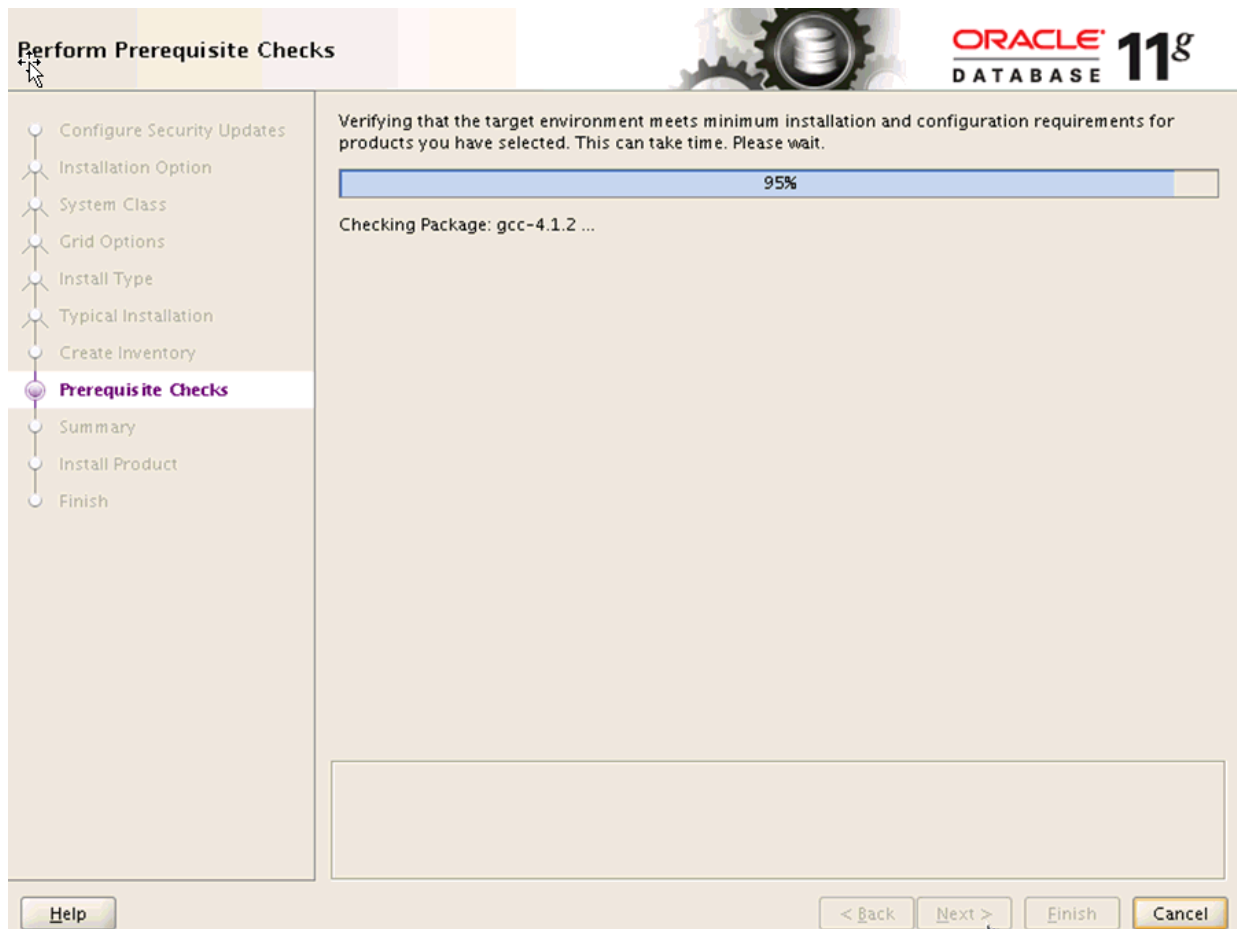 Perform Prerequisite Checks
ORACLE
DATABASE
11g
Configure Security Updates
Installation Option
System Class
Grid Options
Install Type
Typical Installation
Create Inventory
Prerequisite Checks
Summary
Install Product
Finish
Verifying that the target environment meets minimum installation and configuration requirements for
products you have selected. This can take time. Please wait.
95%
Checking Package: gcc-4.1.2 ...
Help
< Back
Next >
Finish
Cancel